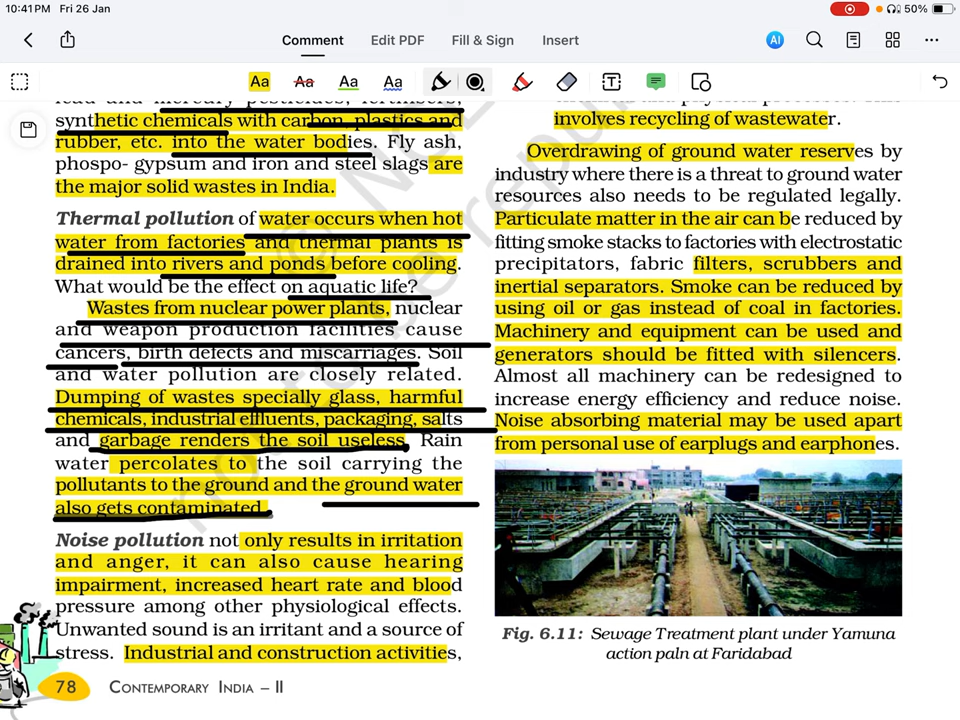 10:41 PM Fri 26 Jan
50%
Comment
Edit PDF
Fill & Sign
Insert
AI
Aa Aa Aa Aa
T
synthetic chemicals with carbon, plastics and
rubber, etc. into the water bodies. Fly ash,
phospo- gypsum and iron and steel slags are
the major solid wastes in India.
Thermal pollution of water occurs when hot
water from factories and thermal plants is
drained into rivers and ponds before cooling.
What would be the effect on aquatic life?
Wastes from nuclear power plants, nuclear
and weapon production facilities cause
cancers, birth defects and miscarriages. Soil
and water pollution are closely related.
Dumping of wastes specially glass, harmful
chemicals, industrial effluents, packaging, salts
and garbage renders the soil useless. Rain
water percolates to the soil carrying the
pollutants to the ground and the ground water
also gets contaminated.
Noise pollution not only results in irritation
and anger, it can also cause hearing
impairment, increased heart rate and blood
pressure among other physiological effects.
Unwanted sound is an irritant and a source of
stress. Industrial and construction activities,
involves recycling of wastewater.
Overdrawing of ground water reserves by
industry where there is a threat to ground water
resources also needs to be regulated legally.
Particulate matter in the air can be reduced by
fitting smoke stacks to factories with electrostatic
precipitators, fabric filters, scrubbers and
inertial separators. Smoke can be reduced by
using oil or gas instead of coal in factories.
Machinery and equipment can be used and
generators should be fitted with silencers.
Almost all machinery can be redesigned to
increase energy efficiency and reduce noise.
Noise absorbing material may be used apart
from personal use of earplugs and earphones.
Fig. 6.11: Sewage Treatment plant under Yamuna
action paln at Faridabad
78 Contemporary India – II